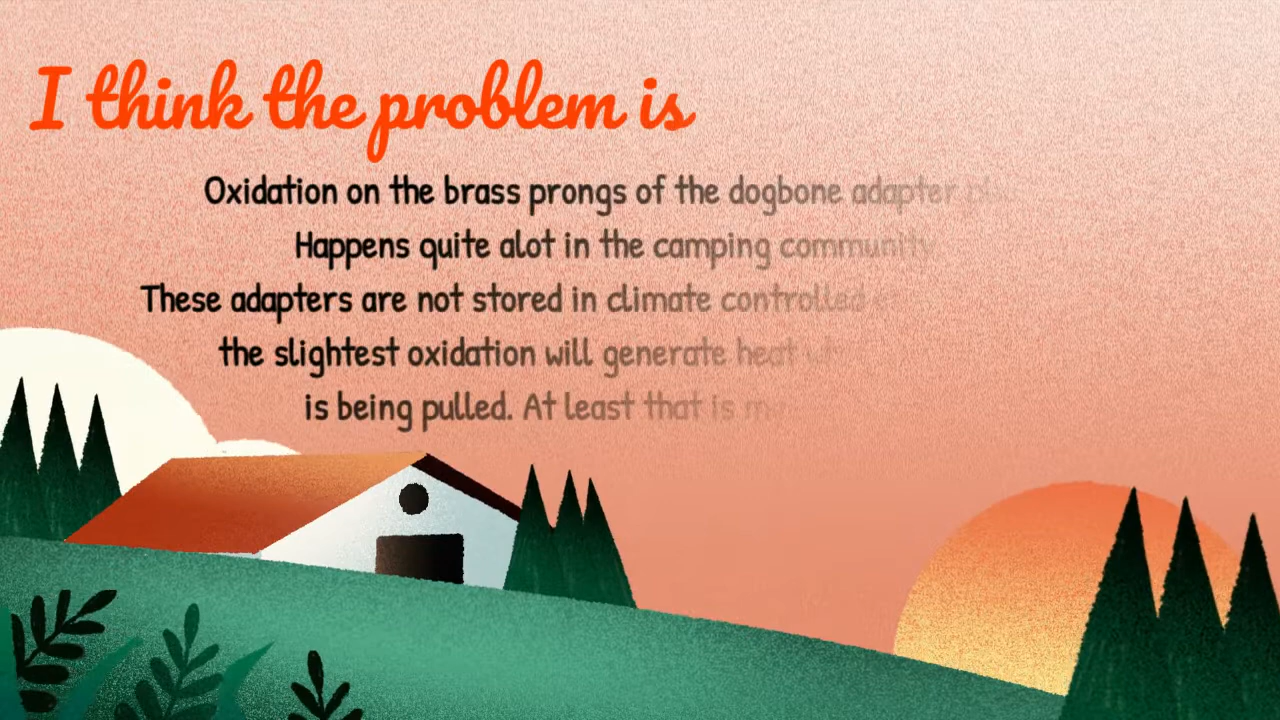 I think the problem is
Oxidation on the brass prongs of the dogbone adapter
Happens quite alot in the camping community
These adapters are not stored in climate controlled
the slightest oxidation will generate heat
is being pulled. At least that is